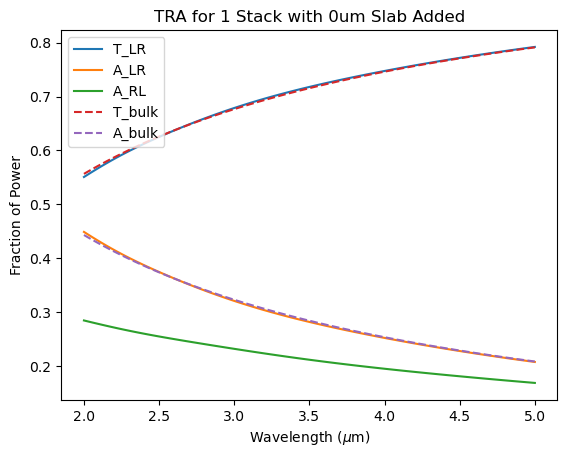 TRA for 1 Stack with 0um Slab Added
T_LR
A_LR
A_RL
T_bulk
A_bulk
Fraction of Power
0.8
0.7
0.6
0.5
0.4
0.3
0.2
2.0 2.5 3.0 3.5 4.0 4.5 5.0
Wavelength (μm)